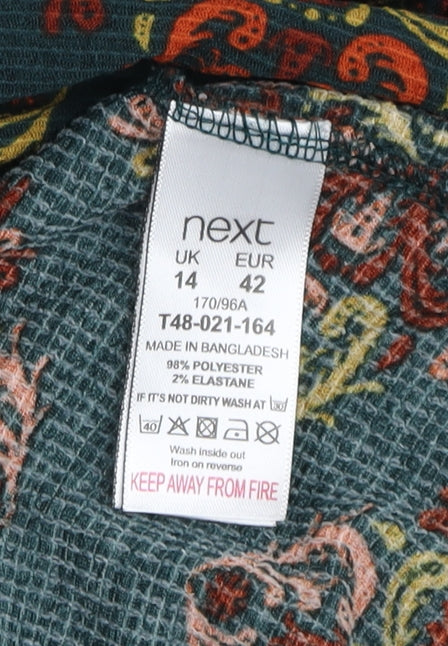 next
UK EUR
14 42
170/96A
T48-021-164
MADE IN BANGLADESH
98% POLYESTER
2% ELASTANE
IF IT'S NOT DIRTY WASH AT 30
40
Wash inside out
Iron on reverse
KEEP AWAY FROM FIRE